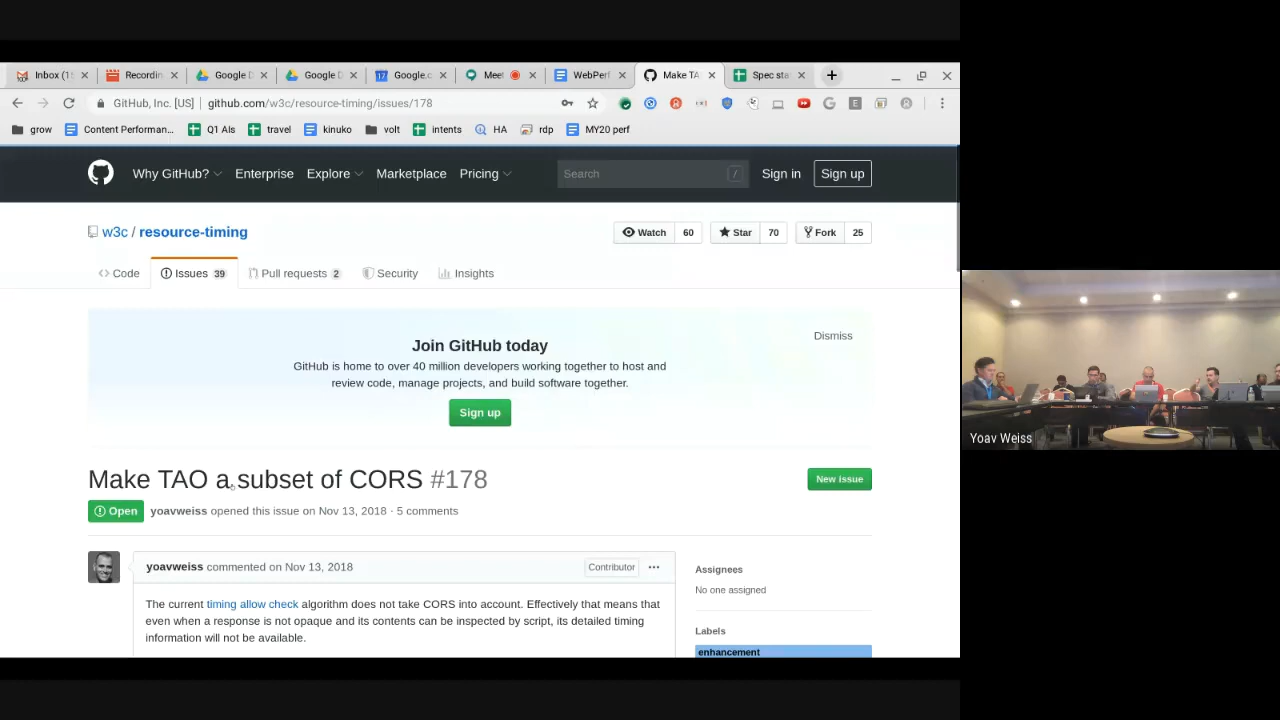 Inbox (1
Recordin
Google D
Google D
Google.c
Meet
WebPerf
Make TA
Spec sta
GitHub, Inc. [US] | github.com/w3c/resource-timing/issues/178
grow
Content Performan...
Q1 AIs
travel
kinuko
volt
intents
HA
rdp
MY20 perf
Why GitHub?
Enterprise
Explore
Marketplace
Pricing
Search
/
Sign in
Sign up
w3c / resource-timing
Watch 60
Star 70
Fork 25
Code
Issues 39
Pull requests 2
Security
Insights
Join GitHub today
Dismiss
GitHub is home to over 40 million developers working together to host and
review code, manage projects, and build software together.
Sign up
Make TAO a subset of CORS #178
New issue
Open
yoavweiss opened this issue on Nov 13, 2018 · 5 comments
yoavweiss commented on Nov 13, 2018
Contributor
The current timing allow check algorithm does not take CORS into account. Effectively that means that
even when a response is not opaque and its contents can be inspected by script, its detailed timing
information will not be available.
Assignees
No one assigned
Labels
enhancement
Yoav Weiss